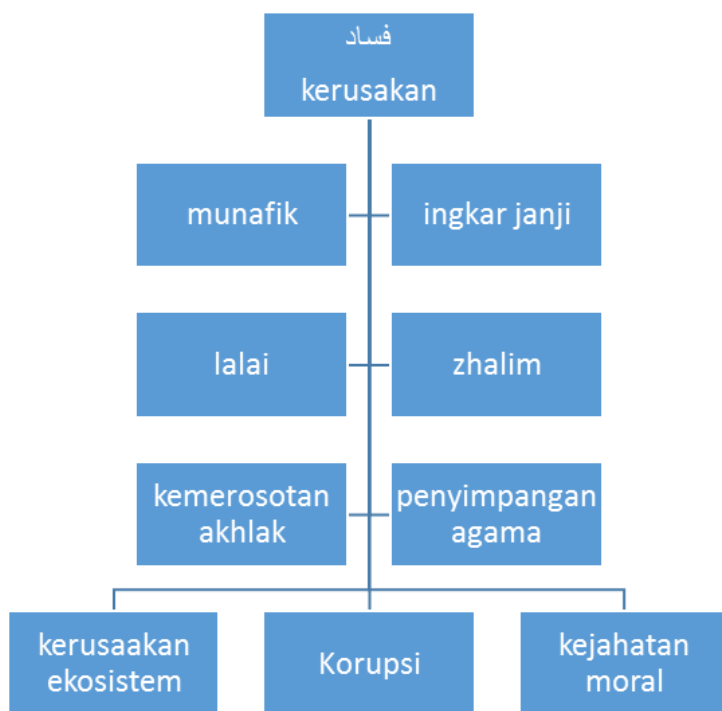 فساد
kerusakan
munafik
ingkar janji
lalai
zhalim
kemerosotan
akhlak
penyimpangan
agama
kerusaakan
ekosistem
Korupsi
kejahatan
moral